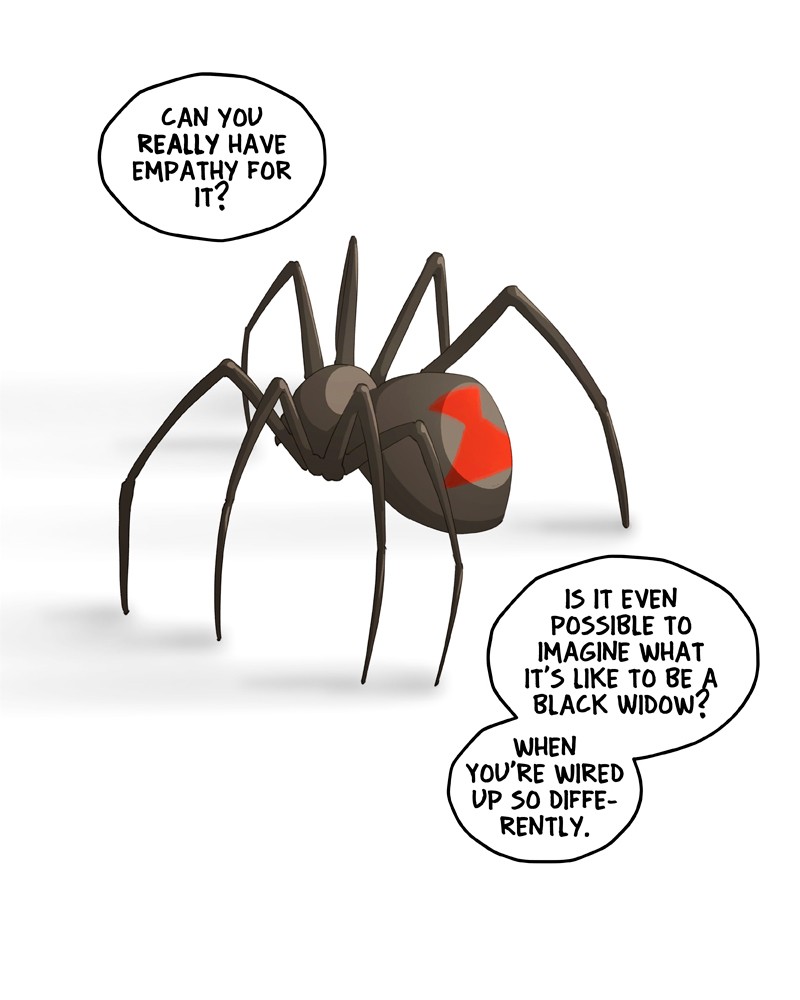 CAN YOU
REALLY HAVE
EMPATHY FOR
IT?
IS IT EVEN
POSSIBLE TO
IMAGINE WHAT
IT'S LIKE TO BE A
BLACK WIDOW?
WHEN
YOU'RE WIRED
UP SO DIFFE-
RENTLY.